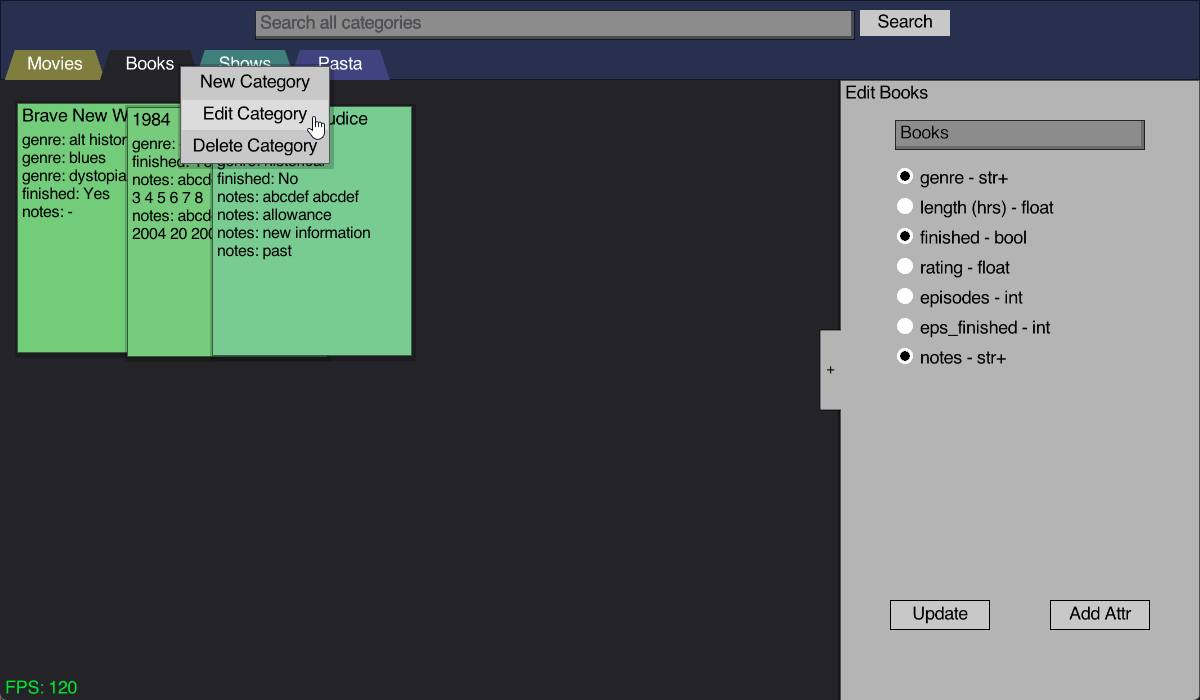 Search all categories
Search
Movies
Books
Shows
Pasta
New Category
Edit Category
Delete Category
Brave New W
genre: alt histor
genre: blues
genre: dystopia
finished: Yes
notes: -
1984
genre:
finished:
notes: abcd
3 4 5 6 7 8
notes: abcd
2004 20 200
udice
genre: historical
finished: No
notes: abcdef abcdef
notes: allowance
notes: new information
notes: past
Edit Books
Books
genre - str+
length (hrs) - float
finished - bool
rating - float
episodes - int
eps_finished - int
notes - str+
+
Update
Add Attr
FPS: 120